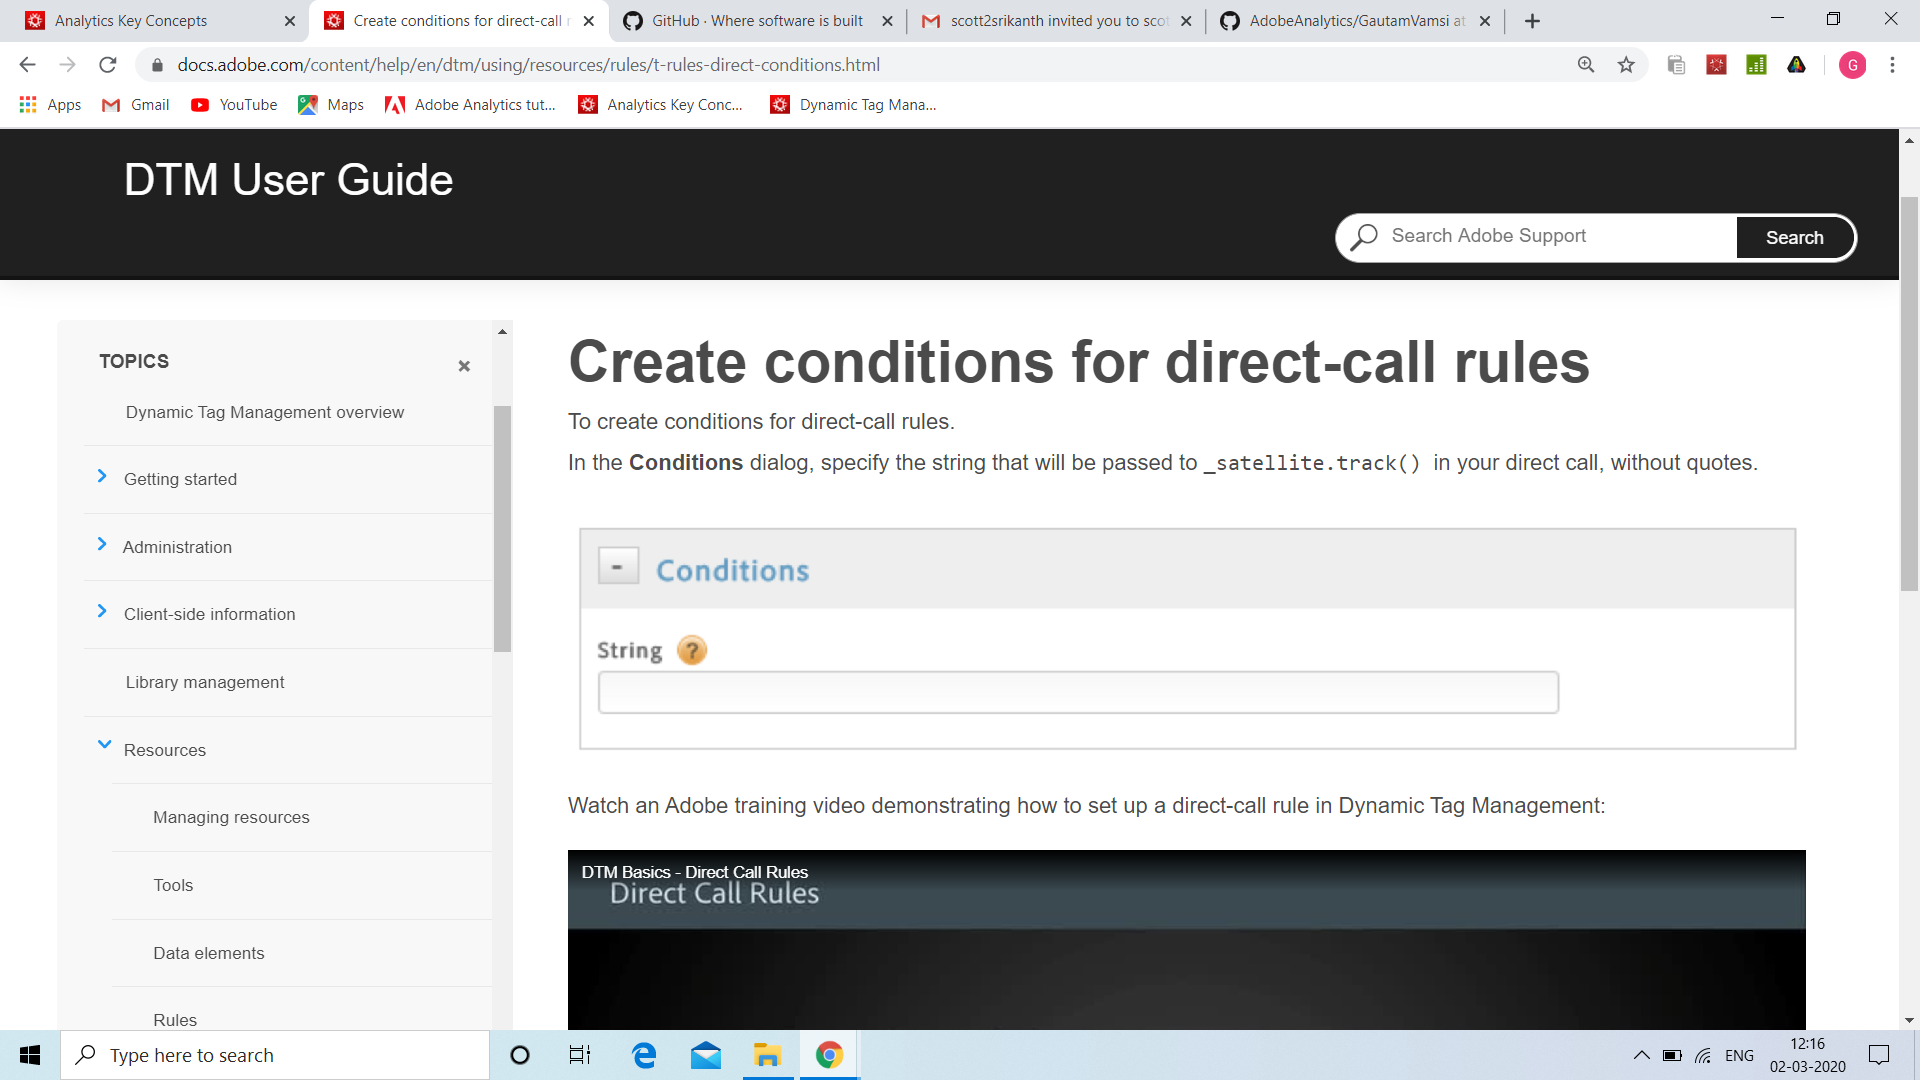 Analytics Key Concepts
Create conditions for direct-call r
GitHub · Where software is built
scott2srikanth invited you to scot
AdobeAnalytics/GautamVamsi at
docs.adobe.com/content/help/en/dtm/using/resources/rules/t-rules-direct-conditions.html
G
Apps
Gmail
YouTube
Maps
Adobe Analytics tut...
Analytics Key Conc...
Dynamic Tag Mana...
DTM User Guide
Search Adobe Support
Search
TOPICS
Dynamic Tag Management overview
Getting started
Administration
Client-side information
Library management
Resources
Managing resources
Tools
Data elements
Rules
Create conditions for direct-call rules
To create conditions for direct-call rules.
In the Conditions dialog, specify the string that will be passed to _satellite.track() in your direct call, without quotes.
- Conditions
String ?
Watch an Adobe training video demonstrating how to set up a direct-call rule in Dynamic Tag Management:
DTM Basics - Direct Call Rules
Direct Call Rules
Type here to search
ENG
12:16
02-03-2020